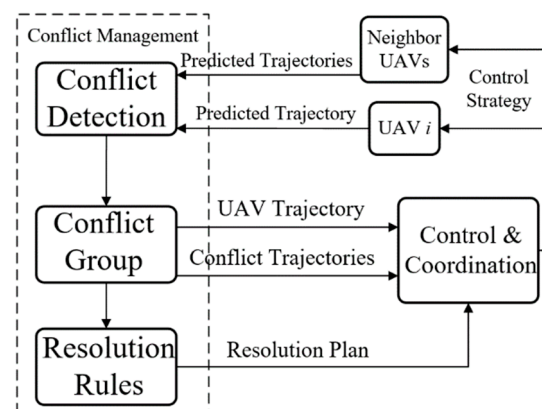 Conflict Management
Neighbor
UAVs
Predicted Trajectories
Conflict
Detection
Control
Strategy
Predicted Trajectory
UAV i
UAV Trajectory
Conflict
Group
Control &
Coordination
Conflict Trajectories
Resolution
Rules
Resolution Plan